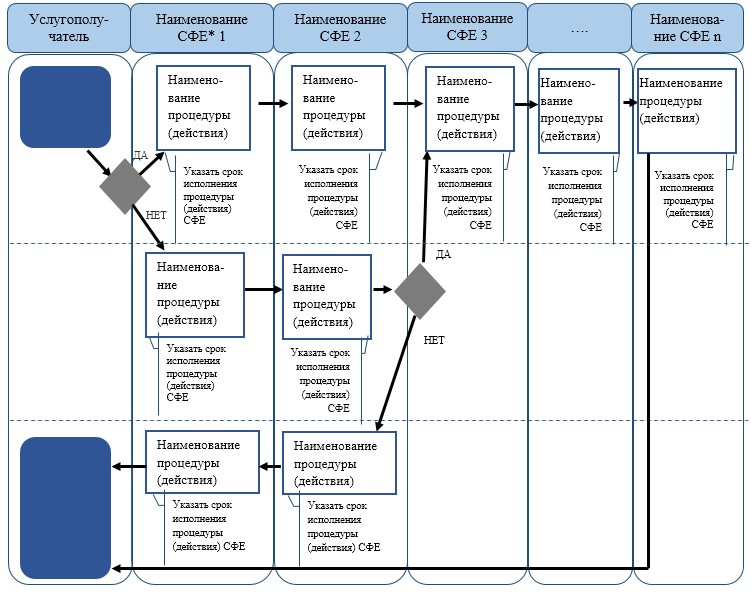 Услугополу-
чатель
Наименование
СФЕ* 1
Наименование
СФЕ 2
Наименование
СФЕ 3
….
Наименова-
ние СФЕ n
Наимено-
вание
процедуры
(действия)
Наимено-
вание
процедуры
(действия)
Наимено-
вание
процедуры
(действия)
Наимено-
вание
процедуры
(действия)
Наименование
процедуры
(действия)
ДА
НЕТ
Указать срок
исполнения
процедуры
(действия)
СФЕ
Указать срок
исполнения
процедуры
(действия)
СФЕ
Указать срок
исполнения
процедуры
(действия)
СФЕ
Указать срок
исполнения
процедуры
(действия)
СФЕ
Указать срок
исполнения
процедуры
(действия)
СФЕ
Наименова-
ние
процедуры
(действия)
Наимено-
вание
процедуры
(действия)
ДА
НЕТ
Указать срок
исполнения
процедуры
(действия)
СФЕ
Указать срок
исполнения
процедуры
(действия)
СФЕ
Наименование
процедуры
(действия)
Наименование
процедуры
(действия)
Указать срок
исполнения
процедуры
(действия) СФЕ
Указать срок
исполнения
процедуры
(действия) СФЕ